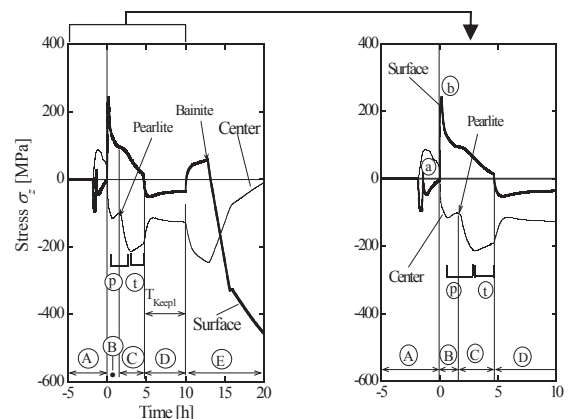 400
200
0
-200
-400
-600
Stress σz [MPa]
-5 0 5 10 15 20
Time [h]
Pearlite
Bainite
Center
Surface
p
t
TKeep1
A
B
C
D
E
400
200
0
-200
-400
-600
-5 0 5 10
Surface
b
Pearlite
a
Center
p
t
A
B
C
D